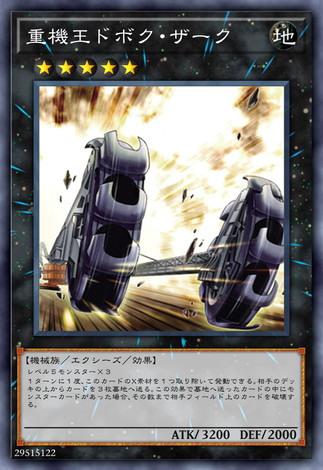 重機王ドボク・ザーク
地
【機械族/エクシーズ/効果】
レベル5モンスター×3
1ターンに1度、このカードのX素材を1つ取り除いて発動できる。相手のデッ
キの上からカードを3枚墓地へ送る。この効果で墓地へ送ったカードの中にモ
ンスターカードがあった場合、その数まで相手フィールド上のカードを破壊す
る。
ATK/ 3200 DEF/2000
29515122